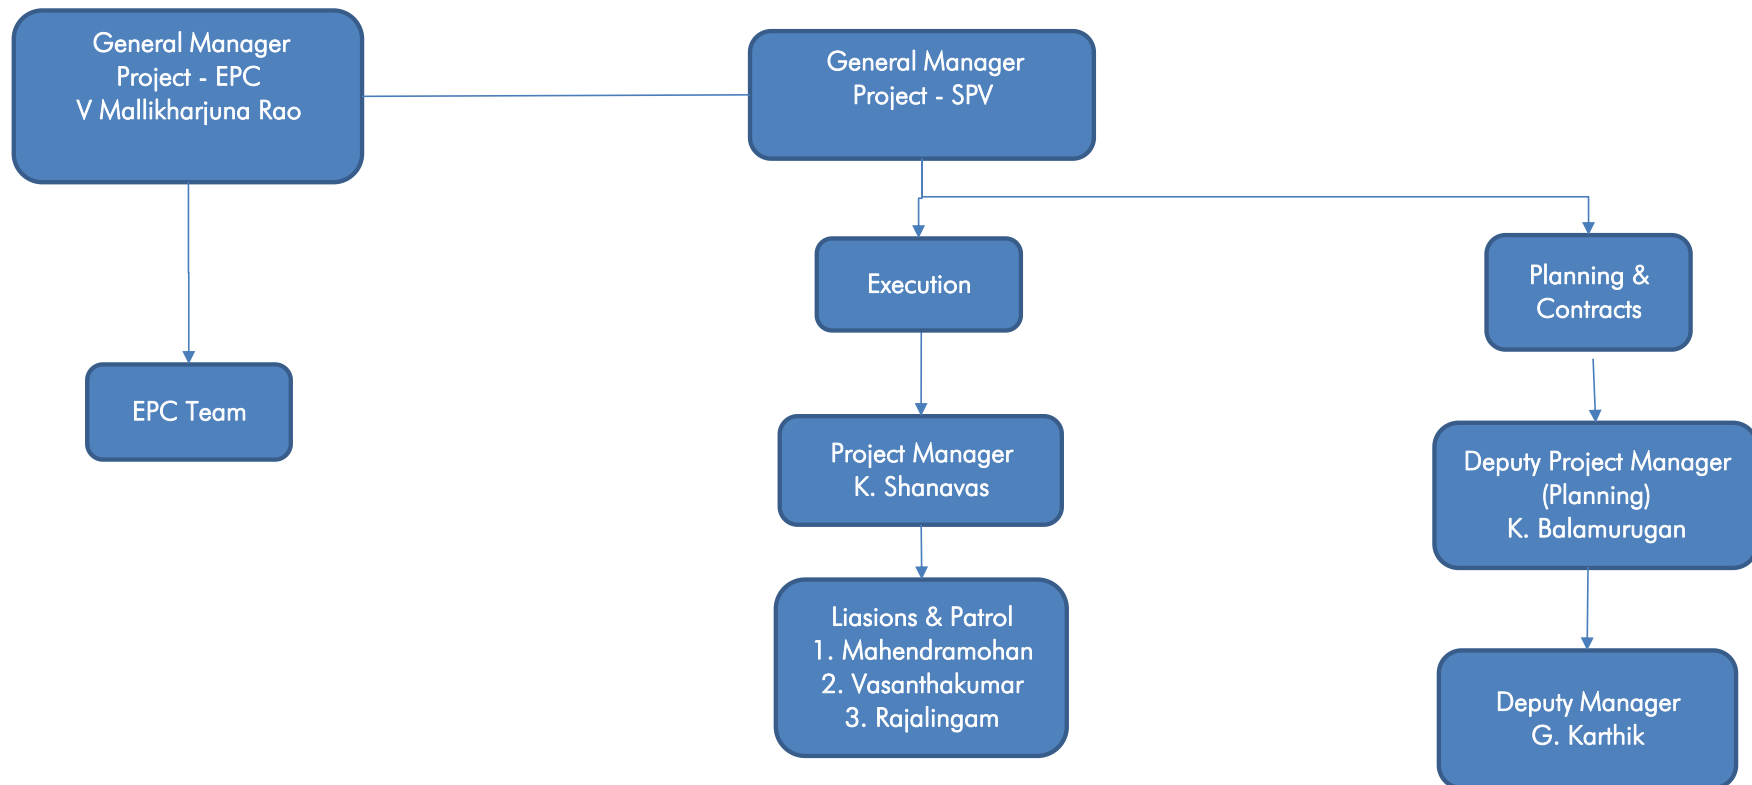 General Manager
Project - EPC
V Mallikharjuna Rao
General Manager
Project - SPV
Execution
Planning &
Contracts
EPC Team
Project Manager
K. Shanavas
Deputy Project Manager
(Planning)
K. Balamurugan
Liasions & Patrol
1. Mahendramohan
2. Vasanthakumar
3. Rajalingam
Deputy Manager
G. Karthik